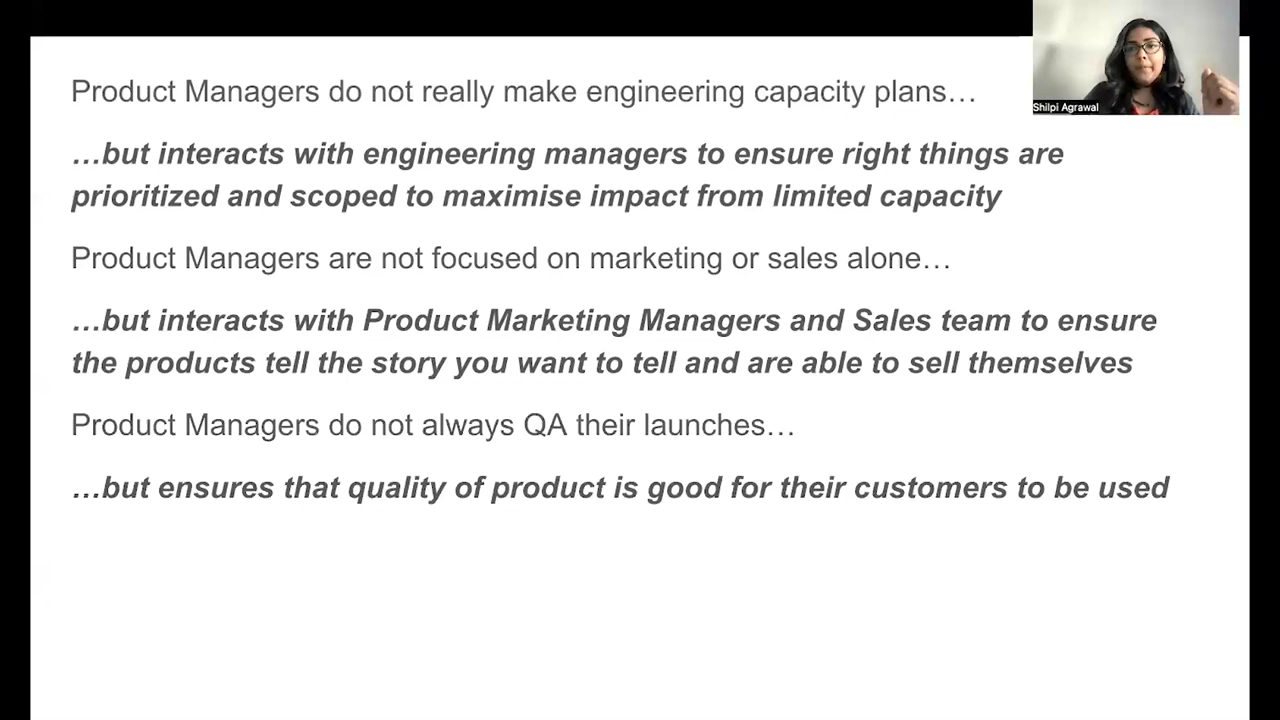 Product Managers do not really make engineering capacity plans…
Shilpi Agrawal
…but interacts with engineering managers to ensure right things are
prioritized and scoped to maximise impact from limited capacity
Product Managers are not focused on marketing or sales alone…
…but interacts with Product Marketing Managers and Sales team to ensure
the products tell the story you want to tell and are able to sell themselves
Product Managers do not always QA their launches…
…but ensures that quality of product is good for their customers to be used